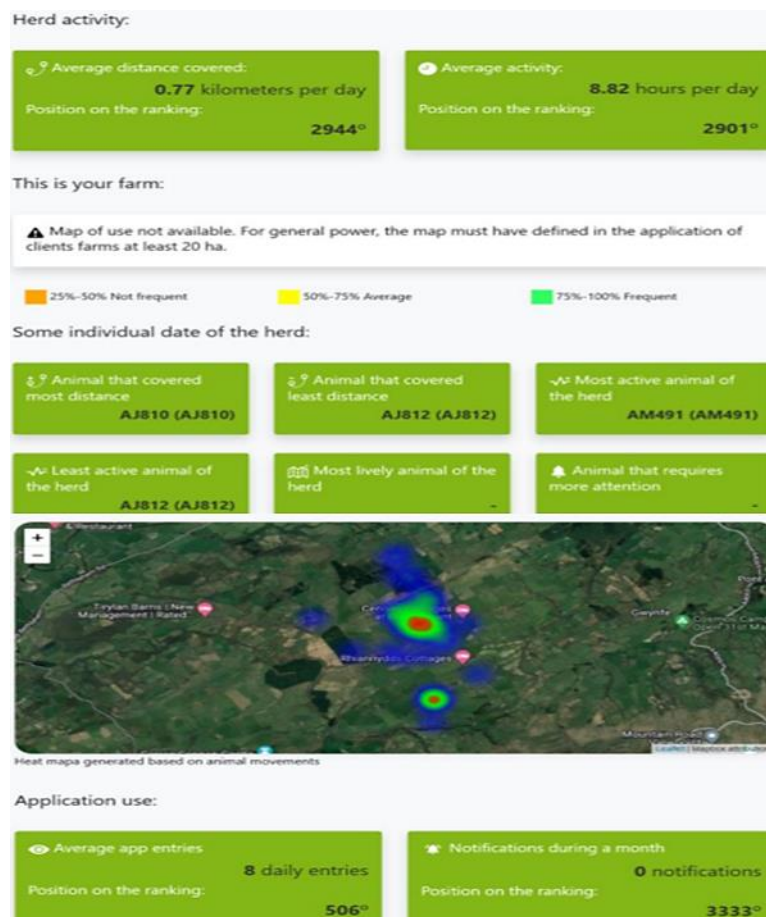 Herd activity:
Average distance covered:
0.77 kilometers per day
Position on the ranking:
2944°
Average activity:
8.82 hours per day
Position on the ranking:
2901°
This is your farm:
Map of use not available. For general power, the map must have defined in the application of
clients farms at least 20 ha.
25%-50% Not frequent
50%-75% Average
75%-100% Frequent
Some individual date of the herd:
Animal that covered
most distance
AJ810 (AJ810)
Animal that covered
least distance
AJ812 (AJ812)
Most active animal of
the herd
AM491 (AM491)
Least active animal of
the herd
AJ812 (AJ812)
Most lively animal of the
herd
-
Animal that requires
more attention
-
& Restaurant
+
−
Tirylan Barns | New
Management | Rated
Gwynfe
Cottages
Mountain Road
Leaflet | Mapbox
Heat mapa generated based on animal movements
Application use:
Average app entries
8 daily entries
Position on the ranking:
506°
Notifications during a month
0 notifications
Position on the ranking:
3333°